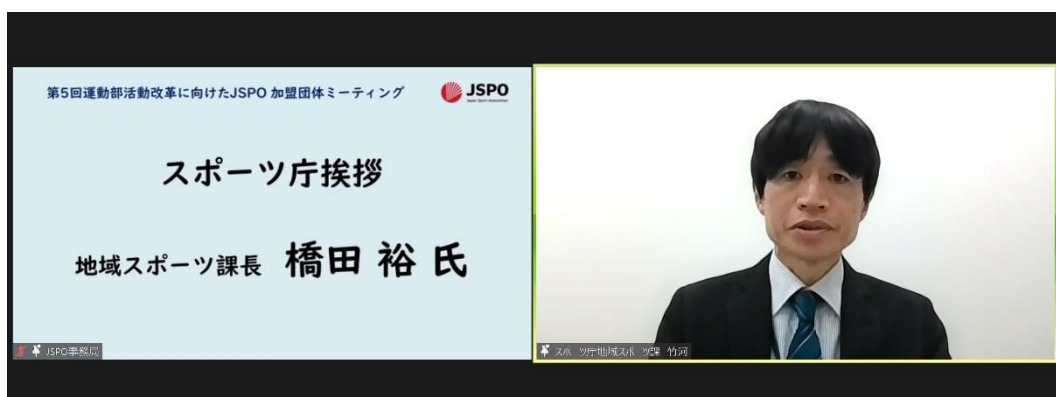 第5回運動部活動改革に向けたJSPO 加盟団体ミーティング
JSPO
Japan Sport Association
スポーツ庁挨拶
地域スポーツ課長 橋田 裕 氏
JSPO事務局
スポーツ庁地域スポーツ課 竹河